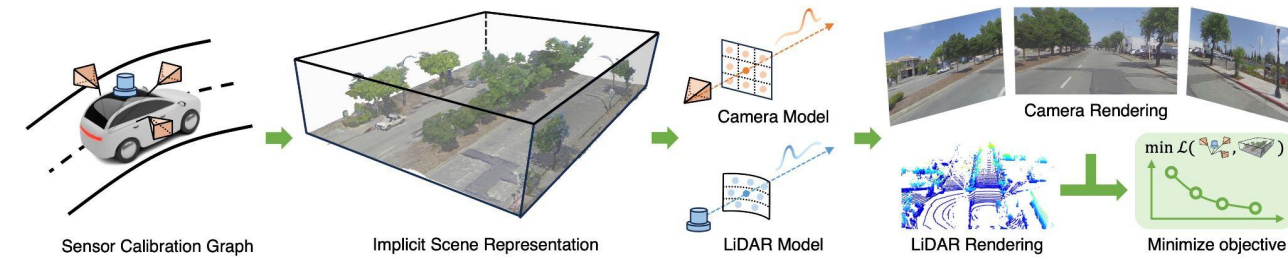 Sensor Calibration Graph
Implicit Scene Representation
Camera Model
LiDAR Model
Camera Rendering
LiDAR Rendering
min ℒ( , )
Minimize objective